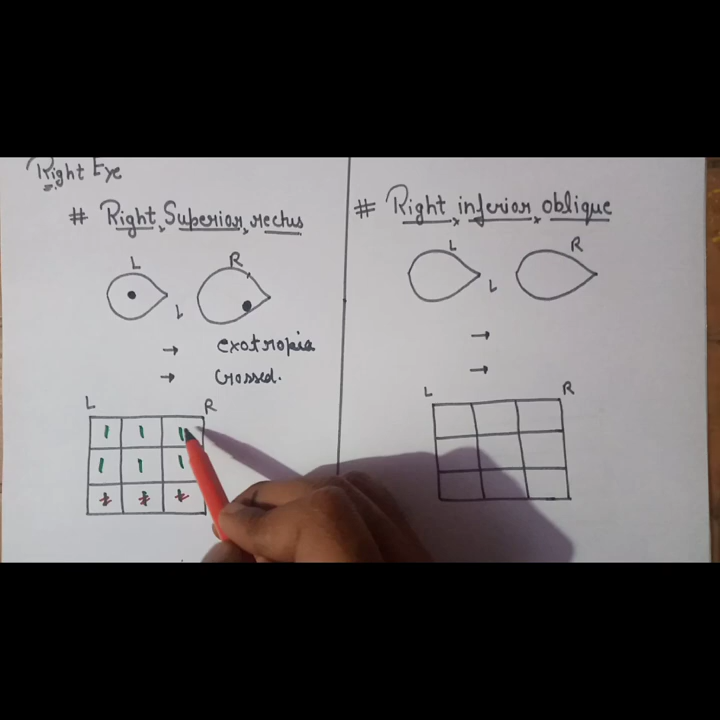 Right Eye
# Right Superior rectus
L R
L
→ exotropia
→ Crossed.
L R
# Right inferior oblique
L R
L
→
→
L R